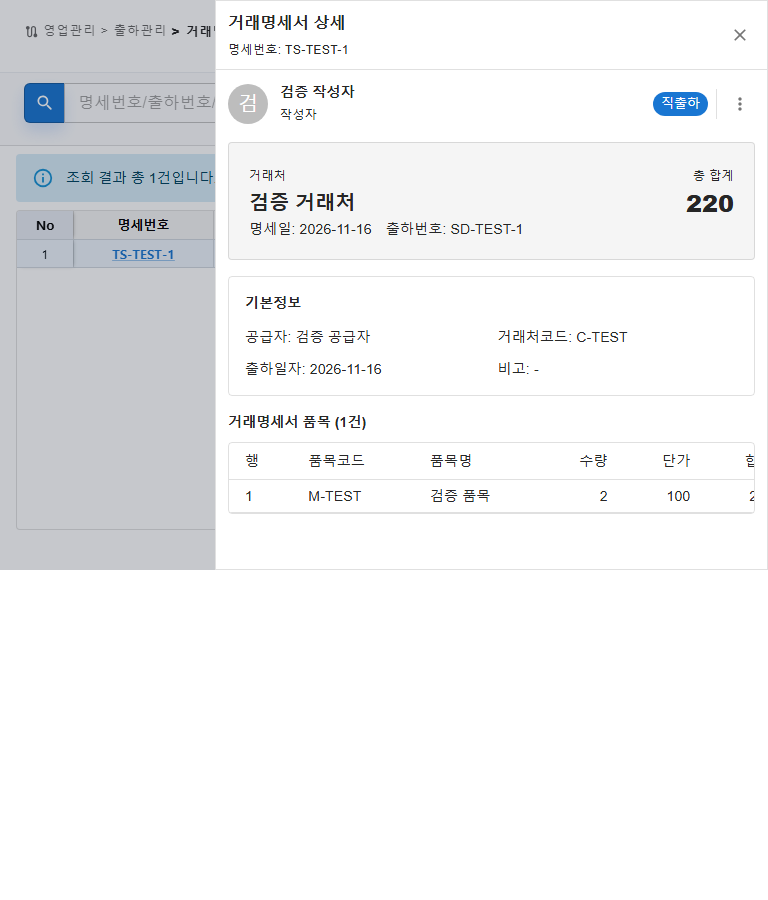 영업관리 > 출하관리 > 거래명
거래명세서 상세
명세번호: TS-TEST-1
명세번호/출하번호/
조회 결과 총 1건입니다
No 명세번호
1 TS-TEST-1
검
검증 작성자
작성자
직출하
거래처
검증 거래처
명세일: 2026-11-16 출하번호: SD-TEST-1
총 합계
220
기본정보
공급자: 검증 공급자 거래처코드: C-TEST
출하일자: 2026-11-16 비고: -
거래명세서 품목 (1건)
행 품목코드 품목명 수량 단가
1 M-TEST 검증 품목 2 100 2